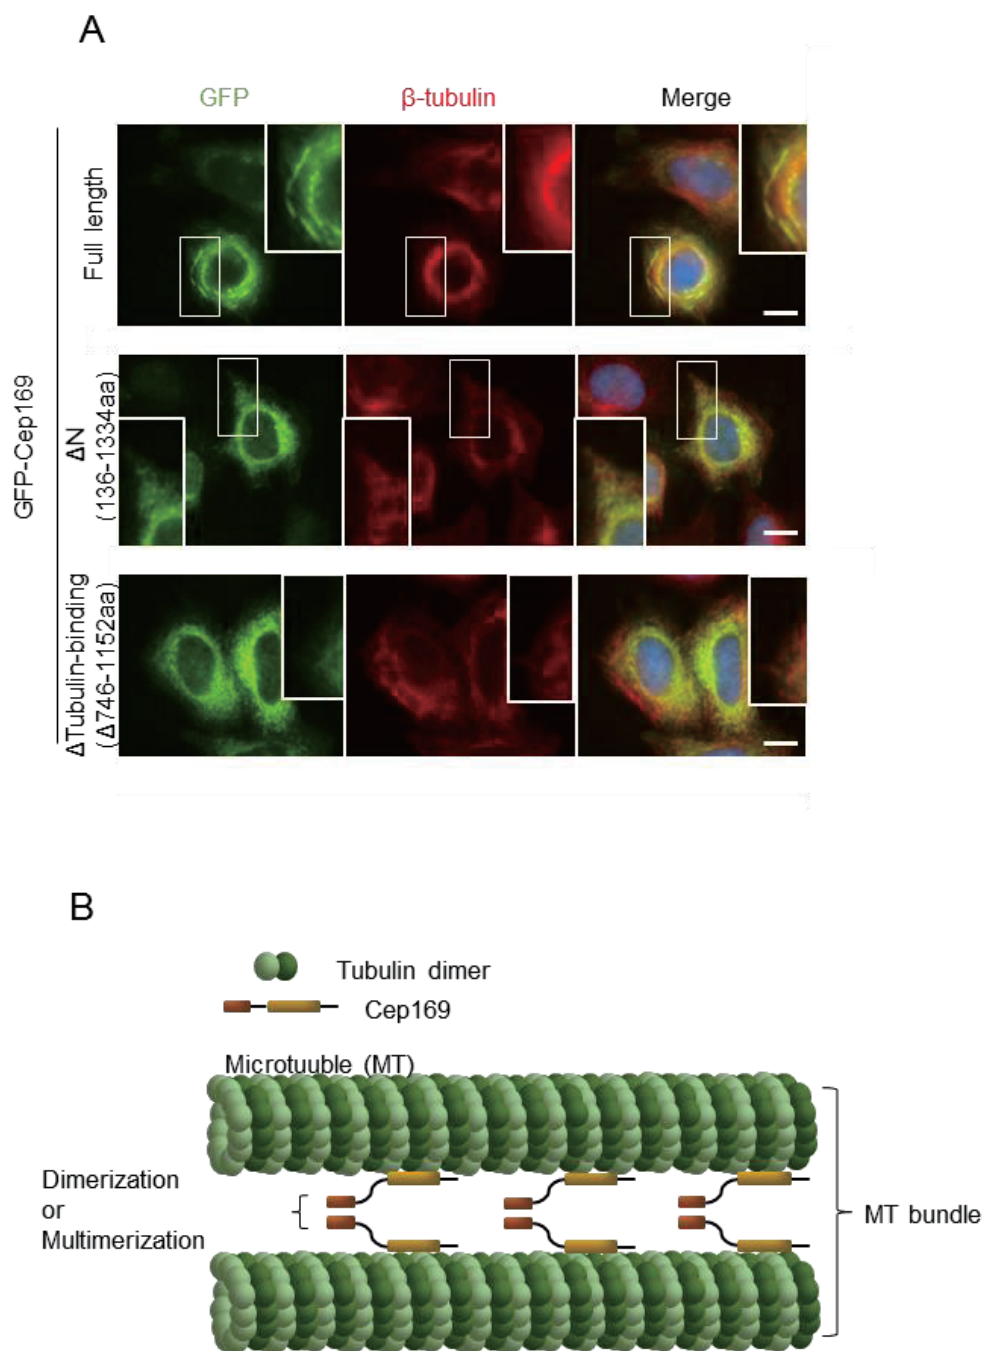 A
GFP
β-tubulin
Merge
GFP-Cep169
Full length
ΔN
(136-1334aa)
ΔTubulin-binding
(Δ746-1152aa)
B
Tubulin dimer
Cep169
Microtuuble (MT)
Dimerization
or
Multimerization
MT bundle